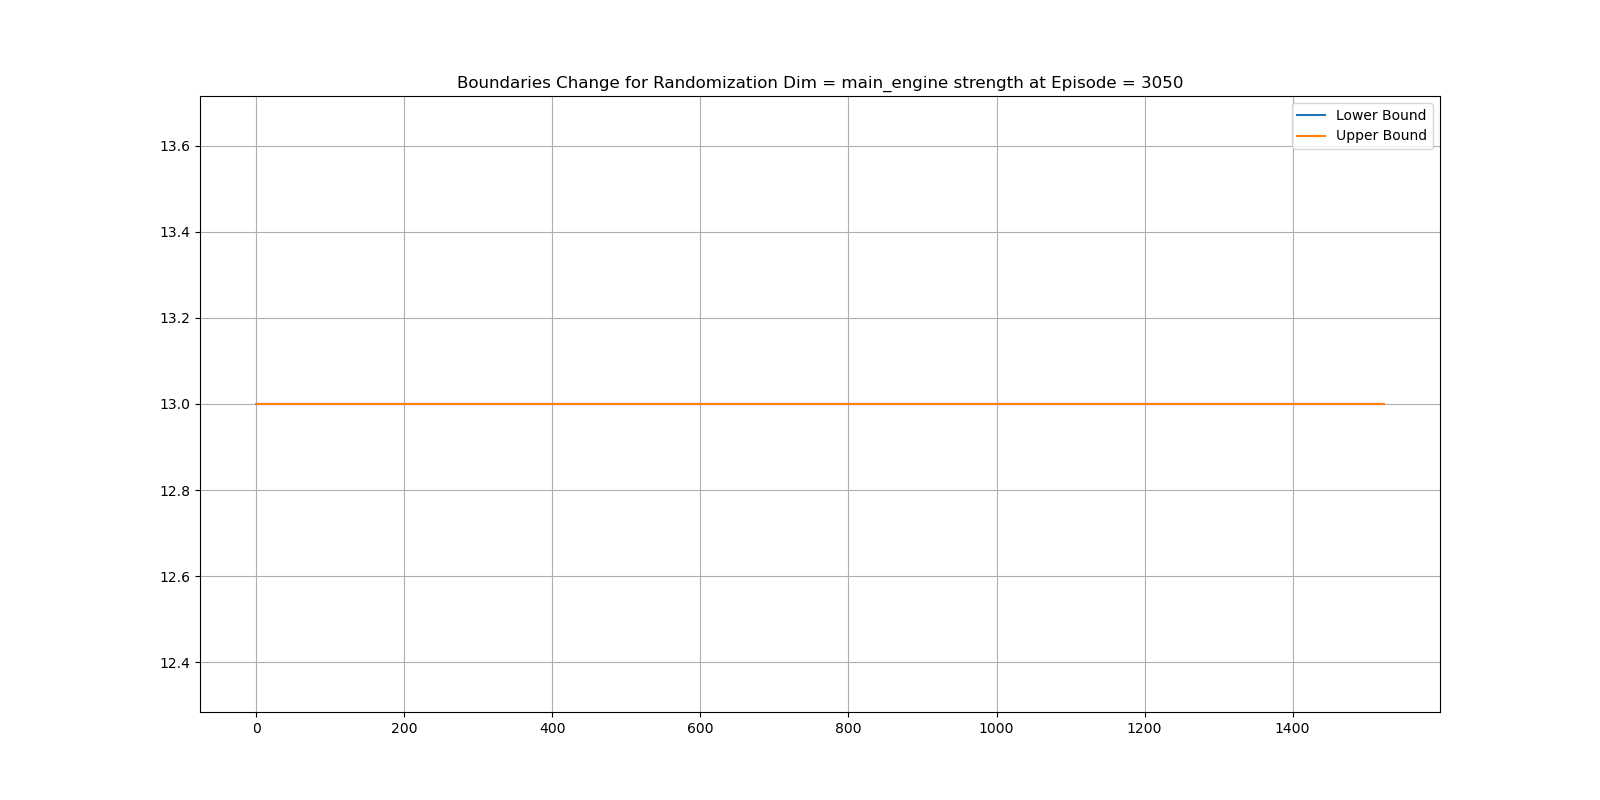 Boundaries Change for Randomization Dim = main_engine strength at Episode = 3050
Lower Bound
Upper Bound
13.6
13.4
13.2
13.0
12.8
12.6
12.4
0 200 400 600 800 1000 1200 1400